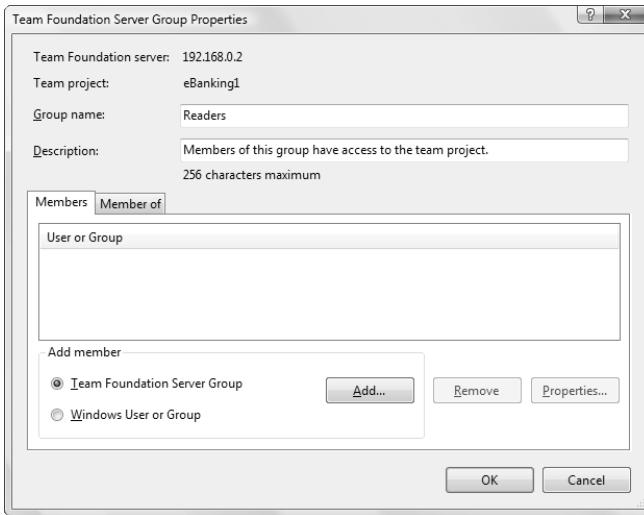 Team Foundation Server Group Properties
Team Foundation server: 192.168.0.2
Team project: eBanking1
Group name: Readers
Description: Members of this group have access to the team project.
256 characters maximum
Members Member of
User or Group
Add member
Team Foundation Server Group
Add... Remove Properties...
Windows User or Group
OK Cancel